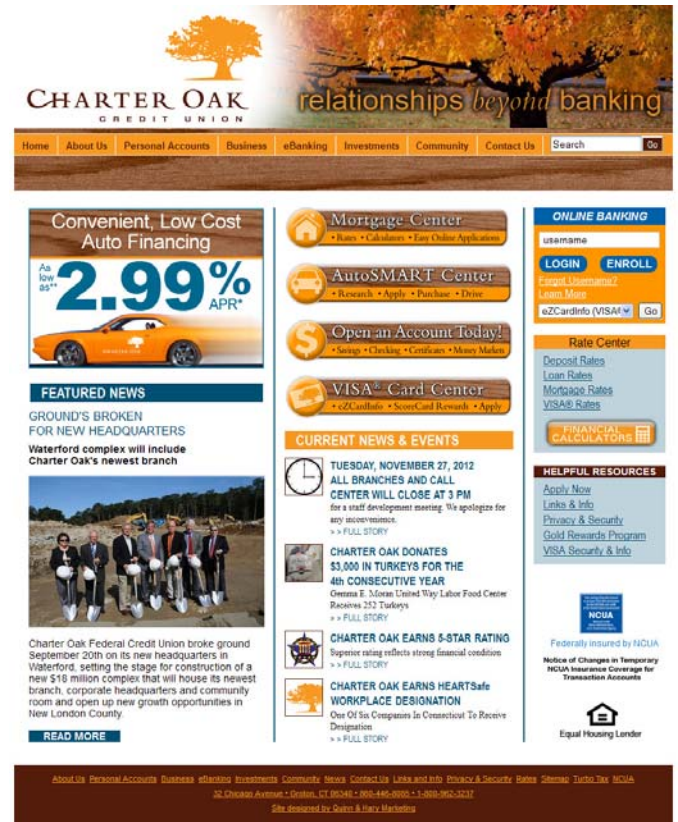 CHARTER OAK
CREDIT UNION
relationships beyond banking
Home About Us Personal Accounts Business eBanking Investments Community Contact Us Search Go
Convenient, Low Cost
Auto Financing
As
low
as**
2.99%
APR*
CHARTER OAK
FEATURED NEWS
GROUND'S BROKEN
FOR NEW HEADQUARTERS
Waterford complex will include
Charter Oak's newest branch
Charter Oak Federal Credit Union broke ground
September 20th on its new headquarters in
Waterford, setting the stage for construction of a
new $18 million complex that will house its newest
branch, corporate headquarters and community
room and open up new growth opportunities in
New London County.
READ MORE
Mortgage Center
• Rates • Calculators • Easy Online Applications
AutoSMART Center
• Research • Apply • Purchase • Drive
Open an Account Today!
• Savings • Checking • Certificates • Money Markets
VISA® Card Center
• eZCardInfo • ScoreCard Rewards • Apply
CURRENT NEWS & EVENTS
TUESDAY, NOVEMBER 27, 2012
ALL BRANCHES AND CALL
CENTER WILL CLOSE AT 3 PM
for a staff development meeting. We apologize for
any inconvenience.
> > FULL STORY
CHARTER OAK DONATES
$3,000 IN TURKEYS FOR THE
4th CONSECUTIVE YEAR
Gemma E. Moran United Way Labor Food Center
Receives 252 Turkeys
> > FULL STORY
CHARTER OAK EARNS 5-STAR RATING
Superior rating reflects strong financial condition
> > FULL STORY
CHARTER OAK EARNS HEARTSafe
WORKPLACE DESIGNATION
One Of Six Companies In Connecticut To Receive
Designation
> > FULL STORY
ONLINE BANKING
username
LOGIN ENROLL
Forgot Username?
Learn More
eZCardInfo (VISA® Go
Rate Center
Deposit Rates
Loan Rates
Mortgage Rates
VISA® Rates
FINANCIAL
CALCULATORS
HELPFUL RESOURCES
Apply Now
Links & Info
Privacy & Security
Gold Rewards Program
VISA Security & Info
NCUA
Federally insured by NCUA
Notice of Changes in Temporary
NCUA Insurance Coverage for
Transaction Accounts
Equal Housing Lender
About Us Personal Accounts Business eBanking Investments Community News Contact Us Links and Info Privacy & Security Rates Sitemap Turbo Tax NCUA
32 Chicago Avenue • Groton, CT 06340 • 860-446-8085 • 1-800-962-3237
Site designed by Quinn & Hary Marketing